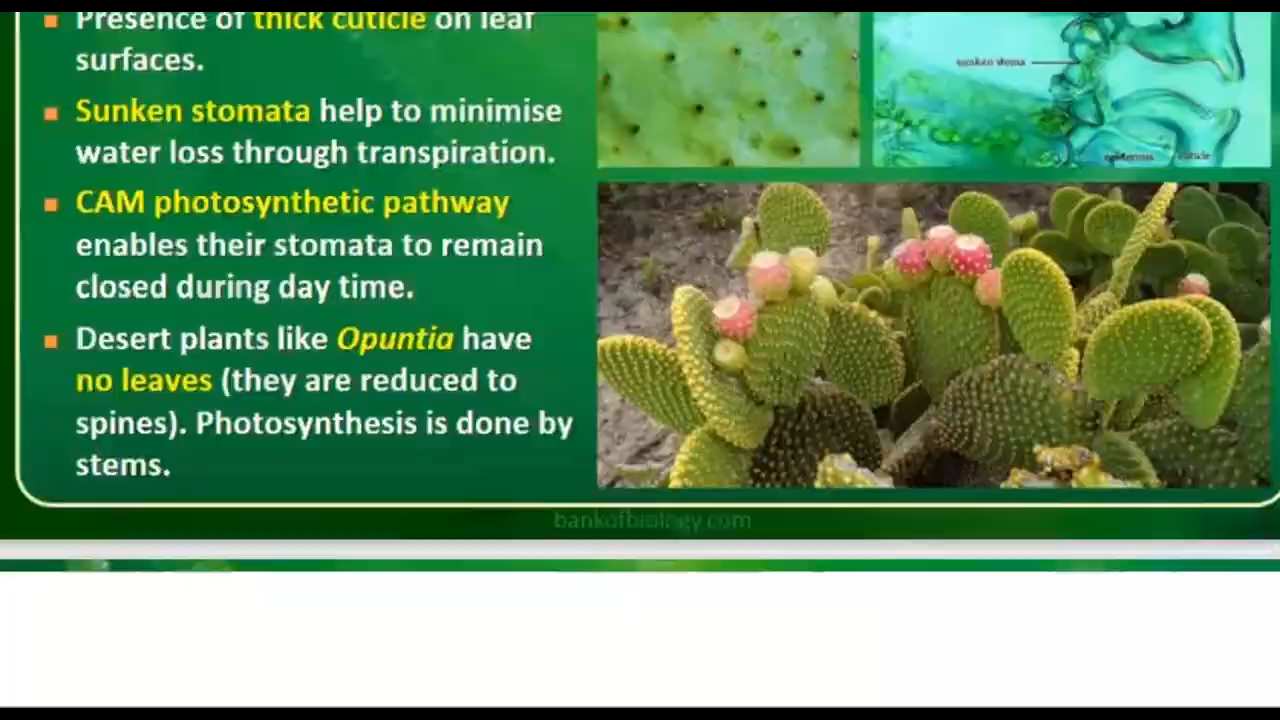 Presence of thick cuticle on leaf
surfaces.
Sunken stomata help to minimise
water loss through transpiration.
CAM photosynthetic pathway
enables their stomata to remain
closed during day time.
Desert plants like Opuntia have
no leaves (they are reduced to
spines). Photosynthesis is done by
stems.
sunken stoma
epidermis
cuticle
bankofbiology.com